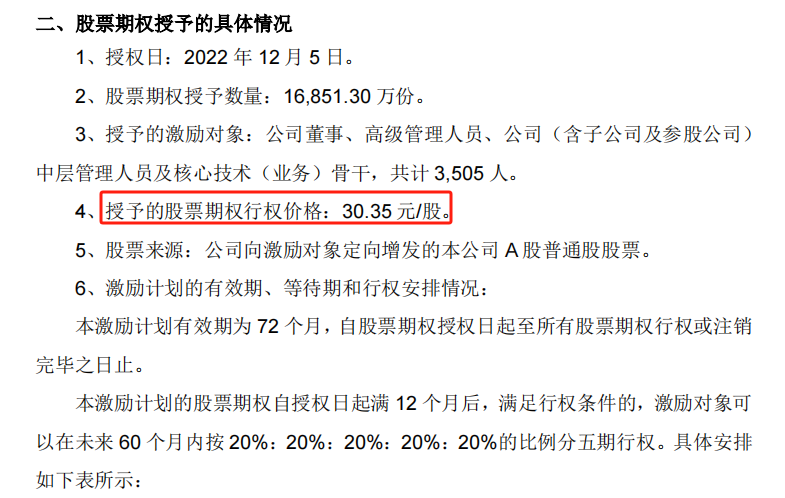 二、股票期权授予的具体情况
1、授权日：2022 年 12 月 5 日。
2、股票期权授予数量：16,851.30 万份。
3、授予的激励对象：公司董事、高级管理人员、公司（含子公司及参股公司）
中层管理人员及核心技术（业务）骨干，共计 3,505 人。
4、授予的股票期权行权价格：30.35 元/股。
5、股票来源：公司向激励对象定向增发的本公司 A 股普通股股票。
6、激励计划的有效期、等待期和行权安排情况：
本激励计划有效期为 72 个月，自股票期权授权日起至所有股票期权行权或注销
完毕之日止。
本激励计划的股票期权自授权日起满 12 个月后，满足行权条件的，激励对象可
以在未来 60 个月内按 20%：20%：20%：20%：20%的比例分五期行权。具体安排
如下表所示：